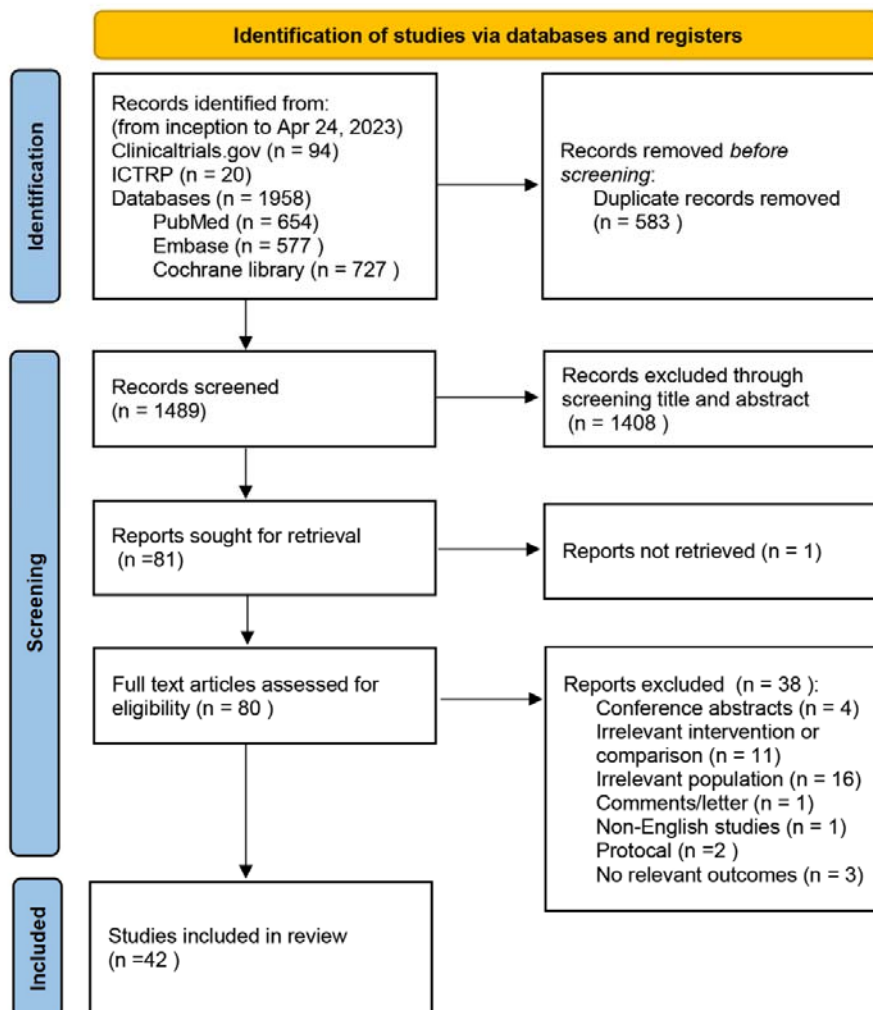 Identification of studies via databases and registers
Identification
Records identified from:
(from inception to Apr 24, 2023)
Clinicaltrials.gov (n = 94)
ICTRP (n = 20)
Databases (n = 1958)
PubMed (n = 654)
Embase (n = 577 )
Cochrane library (n = 727 )
Records removed before
screening:
Duplicate records removed
(n = 583 )
Screening
Records screened
(n = 1489)
Records excluded through
screening title and abstract
(n = 1408 )
Reports sought for retrieval
(n =81)
Reports not retrieved (n = 1)
Full text articles assessed for
eligibility (n = 80 )
Reports excluded (n = 38 ):
Conference abstracts (n = 4)
Irrelevant intervention or
comparison (n = 11)
Irrelevant population (n = 16)
Comments/letter (n = 1)
Non-English studies (n = 1)
Protocal (n =2 )
No relevant outcomes (n = 3)
Included
Studies included in review
(n =42 )